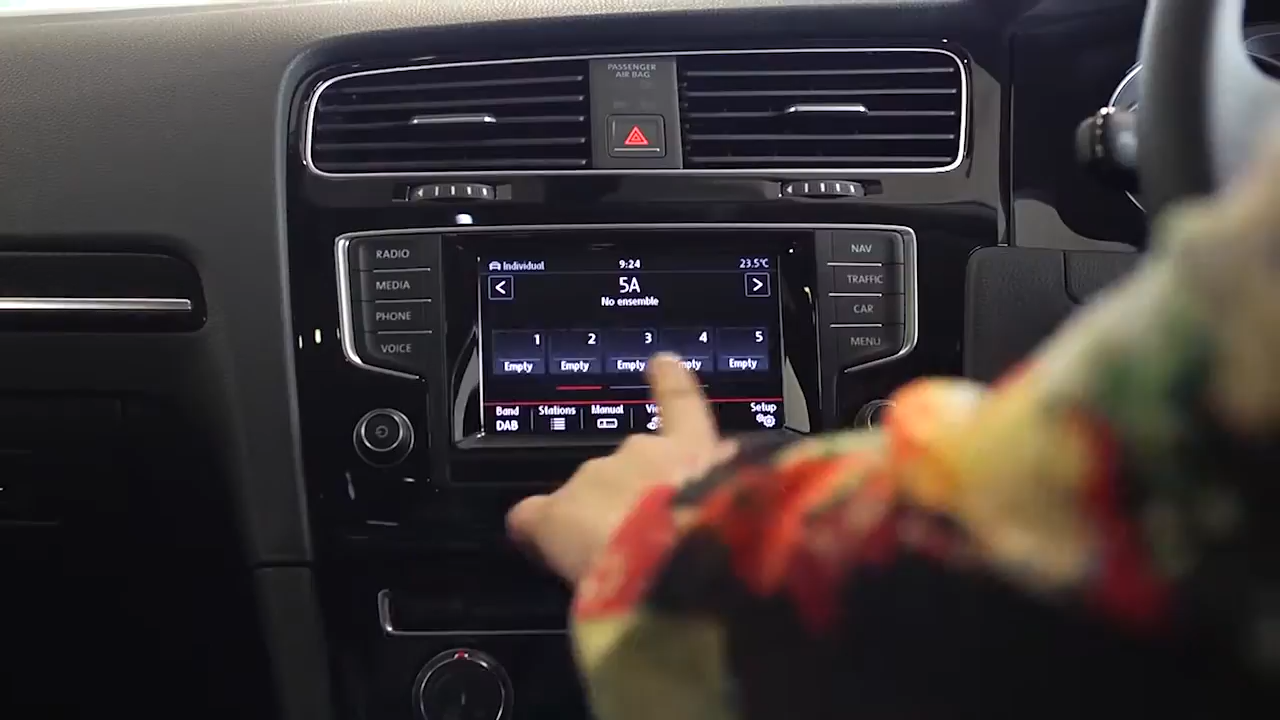 PASSENGER
AIR BAG
RADIO
MEDIA
PHONE
VOICE
Individual
9:24
23.5°C
<
5A
>
No ensemble
1
2
3
4
5
Empty
Empty
Empty
Empty
Band
Stations
Manual
Setup
DAB
NAV
TRAFFIC
CAR
MENU